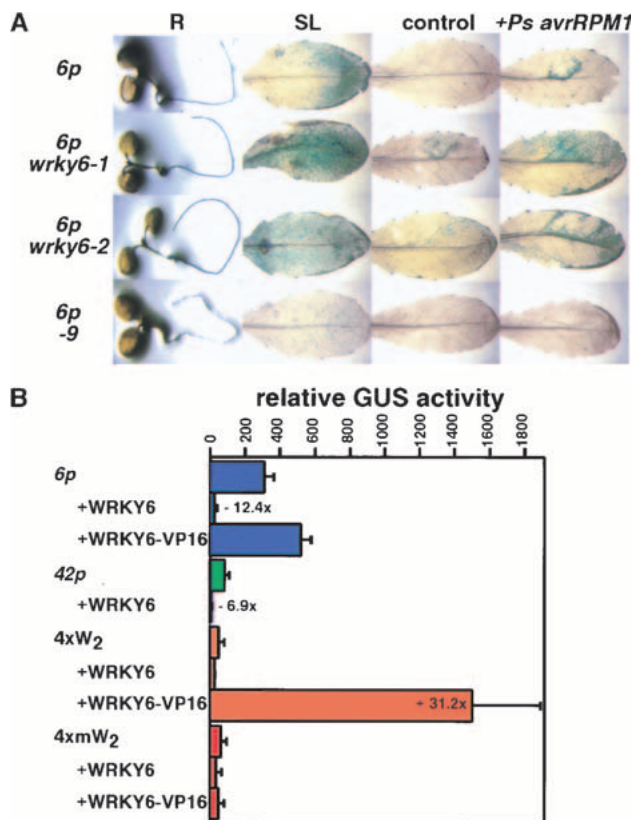 A
R SL control +Ps avrRPM1
6p
6p
wrky6-1
6p
wrky6-2
6p
-9
B
relative GUS activity
0 200 400 600 800 1000 1200 1400 1600 1800
6p
+WRKY6 - 12.4x
+WRKY6-VP16
42p
+WRKY6 - 6.9x
4xW2
+WRKY6
+WRKY6-VP16 + 31.2x
4xmW2
+WRKY6
+WRKY6-VP16